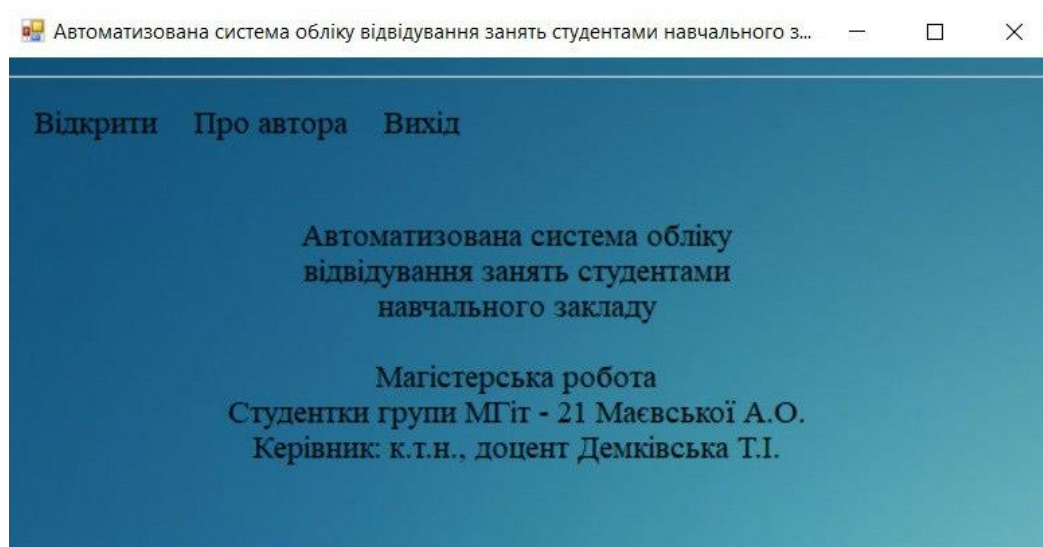 Автоматизована система обліку відвідування занять студентами навчального з...
Відкрити Про автора Вихід
Автоматизована система обліку
відвідування занять студентами
навчального закладу
Магістерська робота
Студентки групи МГіт - 21 Маєвської А.О.
Керівник: к.т.н., доцент Демківська Т.І.